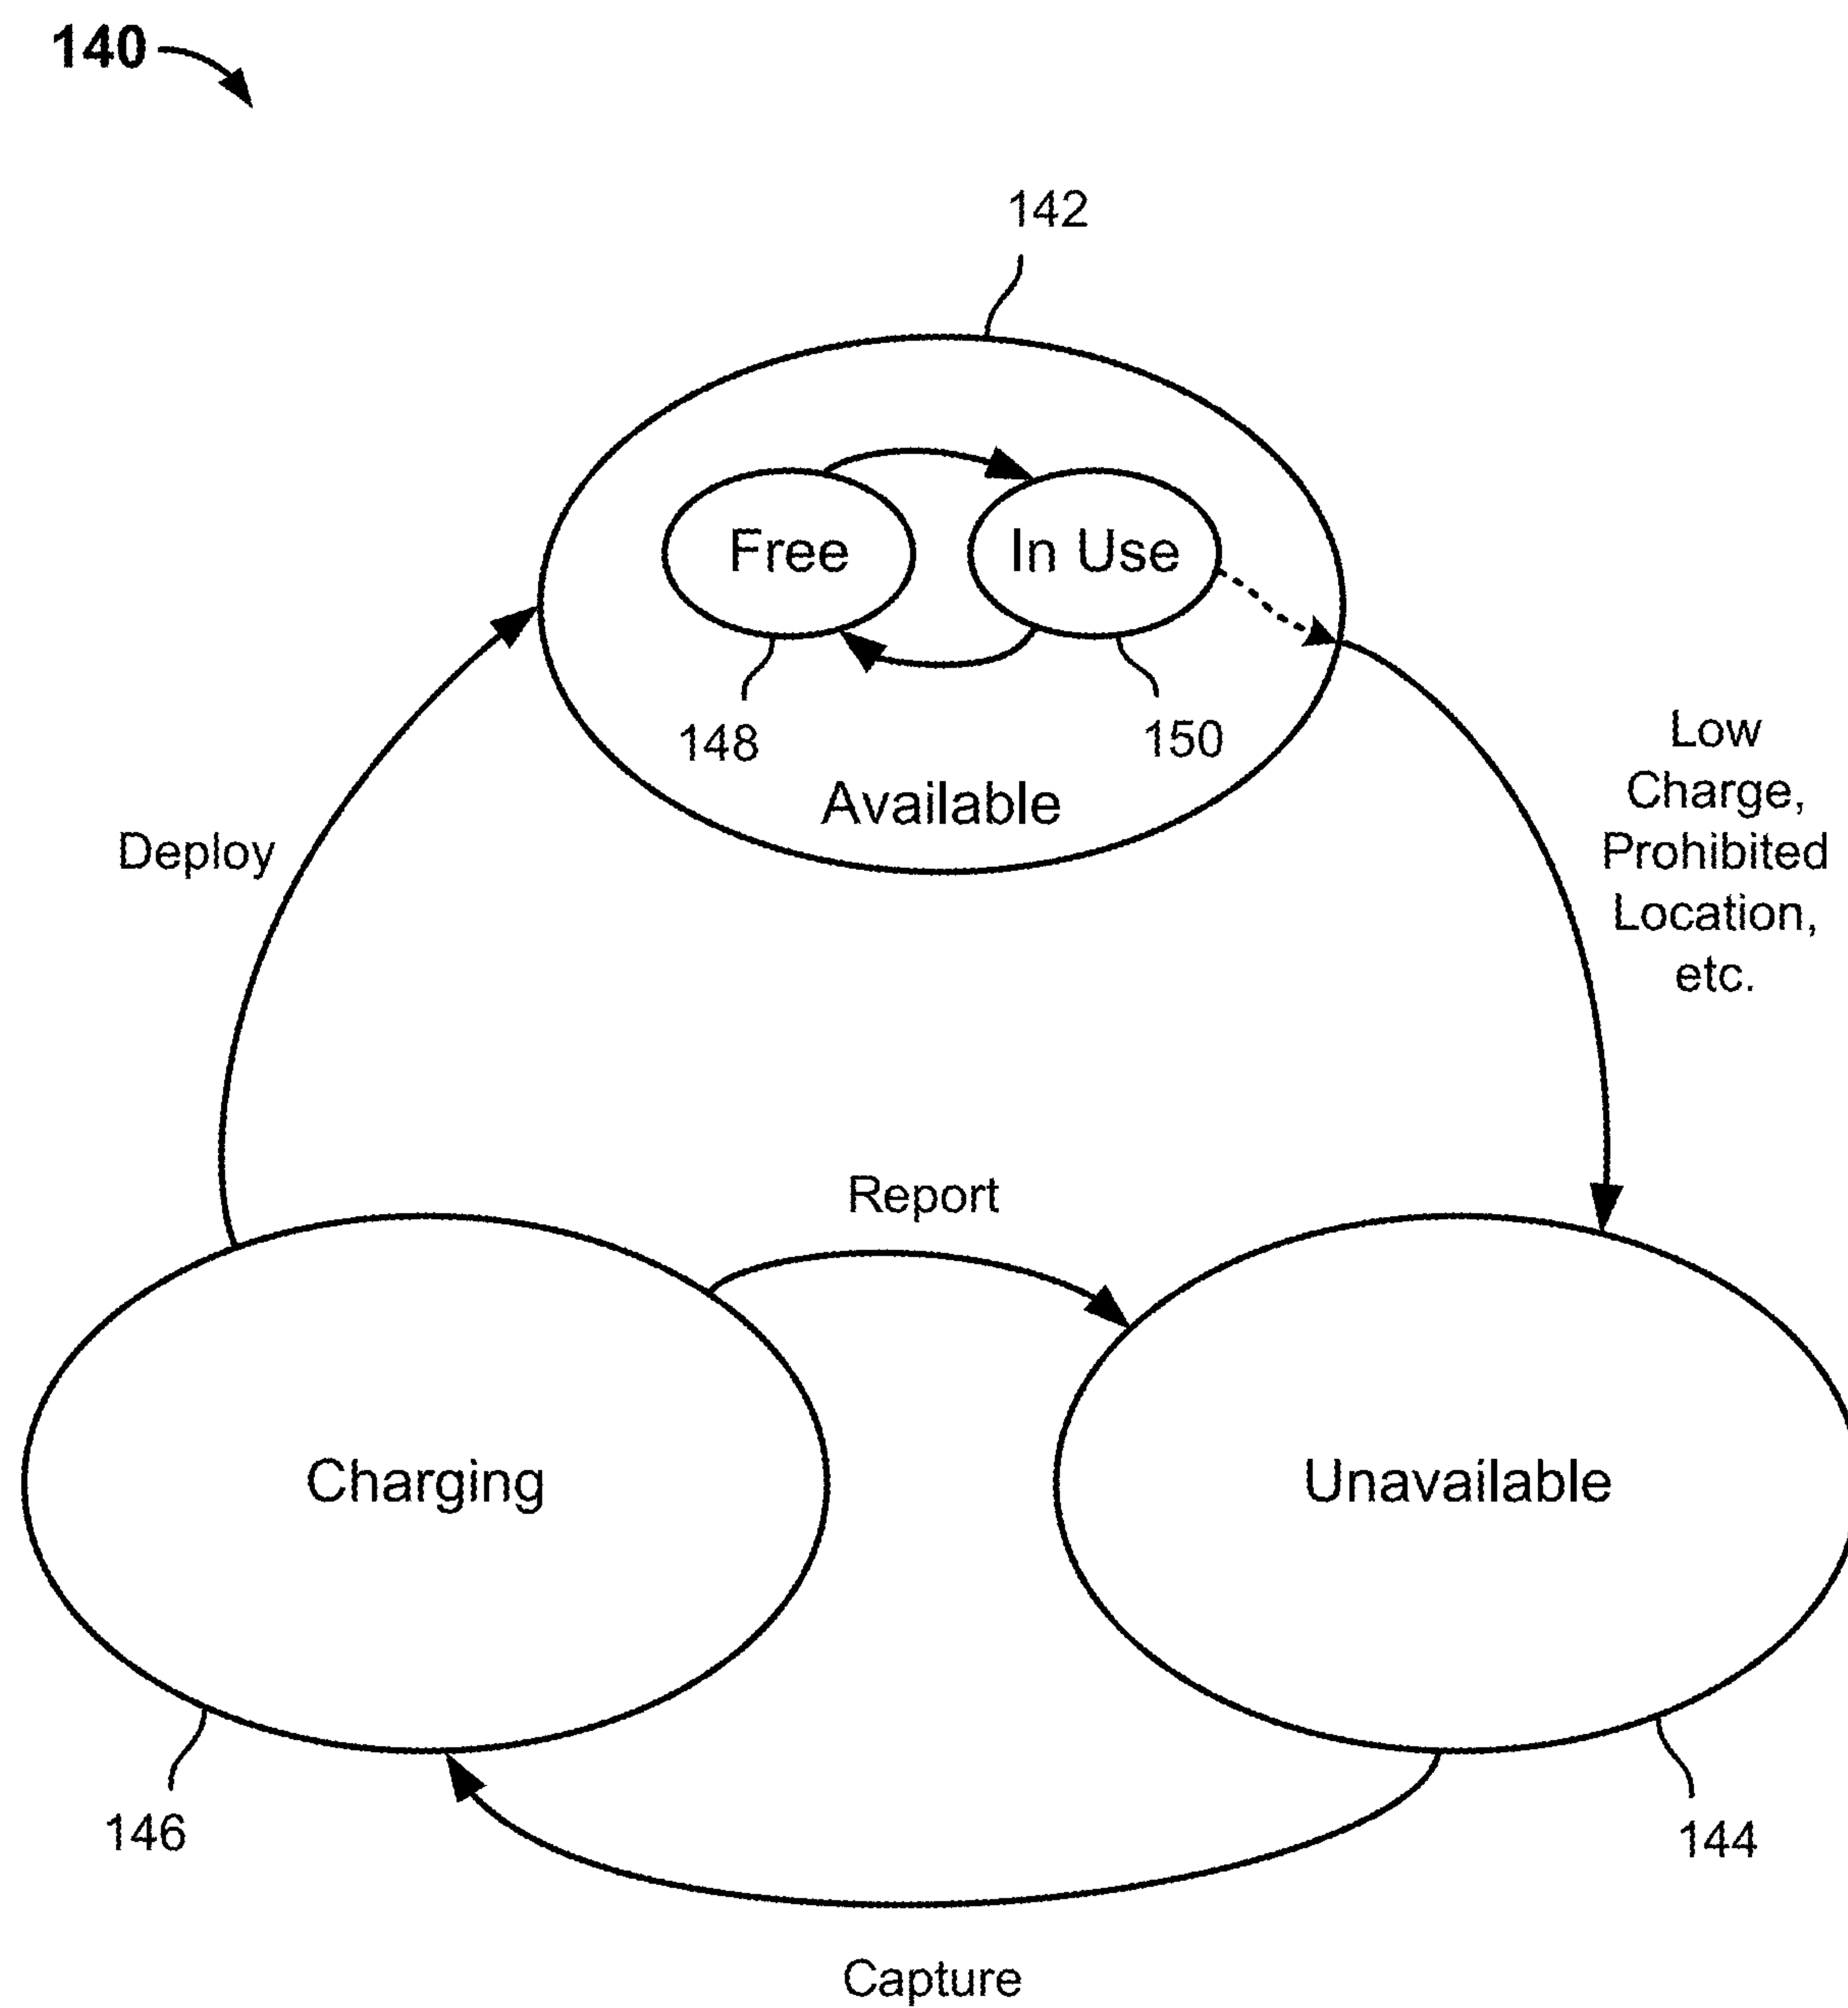 140
142
Free
In Use
148
150
Available
Deploy
Low
Charge,
Prohibited
Location,
etc.
Report
Charging
Unavailable
146
144
Capture